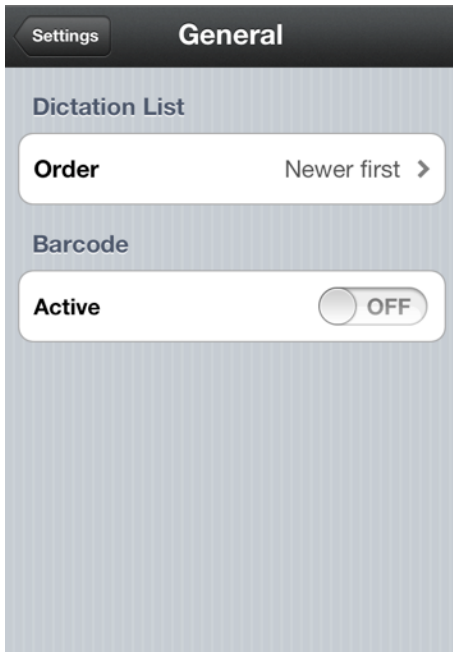 Settings General
Dictation List
Order Newer first
Barcode
Active OFF